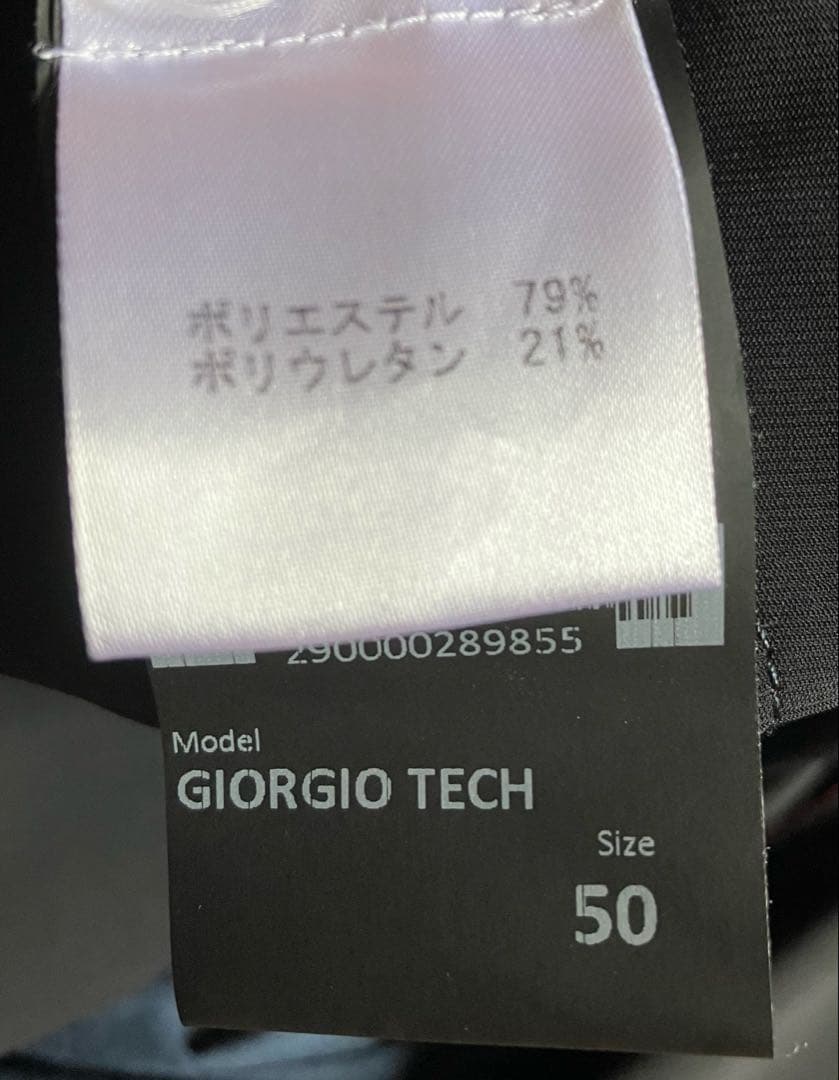 ポリエステル 79%
ポリウレタン 21%
290000289855
Model
GIORGIO TECH
Size
50